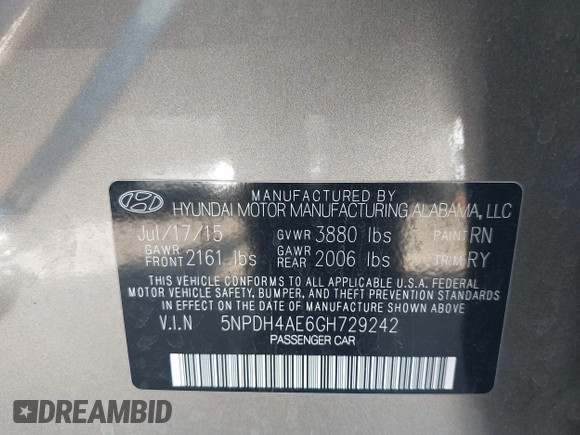 MANUFACTURED BY
HYUNDAI MOTOR MANUFACTURING ALABAMA, LLC
Jul/17/15 GVWR 3880 lbs PAINT RN
GAWR FRONT 2161 lbs GAWR REAR 2006 lbs TRIM RY
THIS VEHICLE CONFORMS TO ALL APPLICABLE U.S.A. FEDERAL
MOTOR VEHICLE SAFETY, BUMPER, AND THEFT PREVENTION STANDARDS
IN EFFECT ON THE DATE OF MANUFACTURE SHOWN ABOVE
V.I.N 5NPDH4AE6GH729242
PASSENGER CAR
DREAMBID